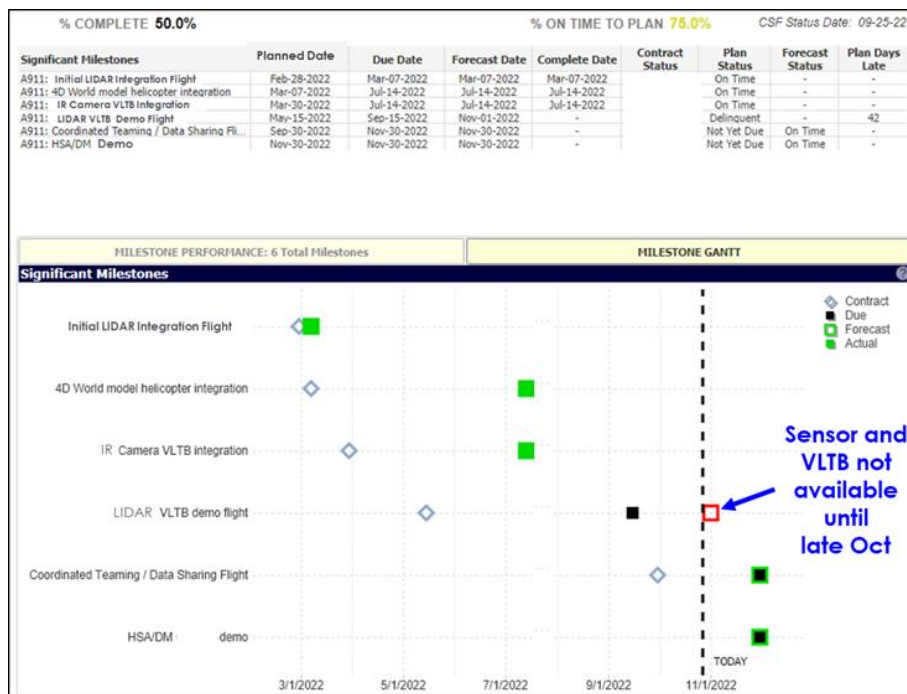 % COMPLETE 50.0% % ON TIME TO PLAN 75.0% CSF Status Date: 09-25-22
Significant Milestones Planned Date Due Date Forecast Date Complete Date Contract Status Plan Status Forecast Status Plan Days Late
A911: Initial LIDAR Integration Flight Feb-28-2022 Mar-07-2022 Mar-07-2022 Mar-07-2022 On Time - -
A911: 4D World model helicopter integration Mar-07-2022 Jul-14-2022 Jul-14-2022 Jul-14-2022 On Time - -
A911: IR Camera VLTB Integration Mar-30-2022 Jul-14-2022 Jul-14-2022 Jul-14-2022 On Time - -
A911: LIDAR VLTB Demo Flight May-15-2022 Sep-15-2022 Nov-01-2022 - Delinquent - 42
A911: Coordinated Teaming / Data Sharing Fli... Sep-30-2022 Nov-30-2022 Nov-30-2022 - Not Yet Due On Time -
A911: HSA/DM Demo Nov-30-2022 Nov-30-2022 Nov-30-2022 - Not Yet Due On Time -
MILESTONE PERFORMANCE: 6 Total Milestones MILESTONE GANTT
Significant Milestones
Contract
Due
Forecast
Actual
Initial LIDAR Integration Flight
4D World model helicopter integration
IR Camera VLTB integration
LIDAR VLTB demo flight
Coordinated Teaming / Data Sharing Flight
HSA/DM demo
Sensor and
VLTB not
available
until
late Oct
TODAY
3/1/2022 5/1/2022 7/1/2022 9/1/2022 11/1/2022